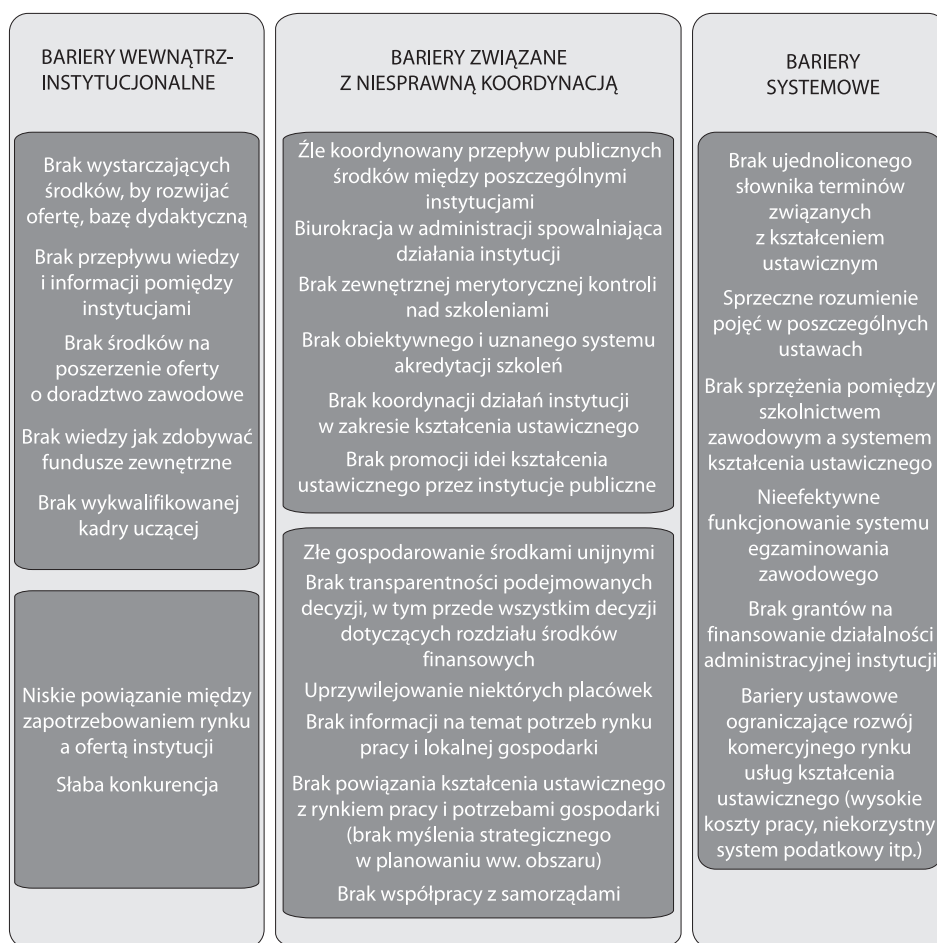 BARIERY WEWNĄTRZ-
INSTYTUCJONALNE
Brak wystarczających
środków, by rozwijać
ofertę, bazę dydaktyczną
Brak przepływu wiedzy
i informacji pomiędzy
instytucjami
Brak środków na
poszerzenie oferty
o doradztwo zawodowe
Brak wiedzy jak zdobywać
fundusze zewnętrzne
Brak wykwalifikowanej
kadry uczącej
Niskie powiązanie między
zapotrzebowaniem rynku
a ofertą instytucji
Słaba konkurencja
BARIERY ZWIĄZANE
Z NIESPRAWNĄ KOORDYNACJĄ
Źle koordynowany przepływ publicznych
środków między poszczególnymi
instytucjami
Biurokracja w administracji spowalniająca
działania instytucji
Brak zewnętrznej merytorycznej kontroli
nad szkoleniami
Brak obiektywnego i uznanego systemu
akredytacji szkoleń
Brak koordynacji działań instytucji
w zakresie kształcenia ustawicznego
Brak promocji idei kształcenia
ustawicznego przez instytucje publiczne
Złe gospodarowanie środkami unijnymi
Brak transparentności podejmowanych
decyzji, w tym przede wszystkim decyzji
dotyczących rozdziału środków
finansowych
Uprzywilejowanie niektórych placówek
Brak informacji na temat potrzeb rynku
pracy i lokalnej gospodarki
Brak powiązania kształcenia ustawicznego
z rynkiem pracy i potrzebami gospodarki
(brak myślenia strategicznego
w planowaniu ww. obszaru)
Brak współpracy z samorządami
BARIERY
SYSTEMOWE
Brak ujednoliconego
słownika terminów
związanych
z kształceniem
ustawicznym
Sprzeczne rozumienie
pojęć w poszczególnych
ustawach
Brak sprzężenia pomiędzy
szkolnictwem
zawodowym a systemem
kształcenia ustawicznego
Nieefektywne
funkcjonowanie systemu
egzaminowania
zawodowego
Brak grantów na
finansowanie działalności
administracyjnej instytucji
Bariery ustawowe
ograniczające rozwój
komercyjnego rynku
usług kształcenia
ustawicznego (wysokie
koszty pracy, niekorzystny
system podatkowy itp.)